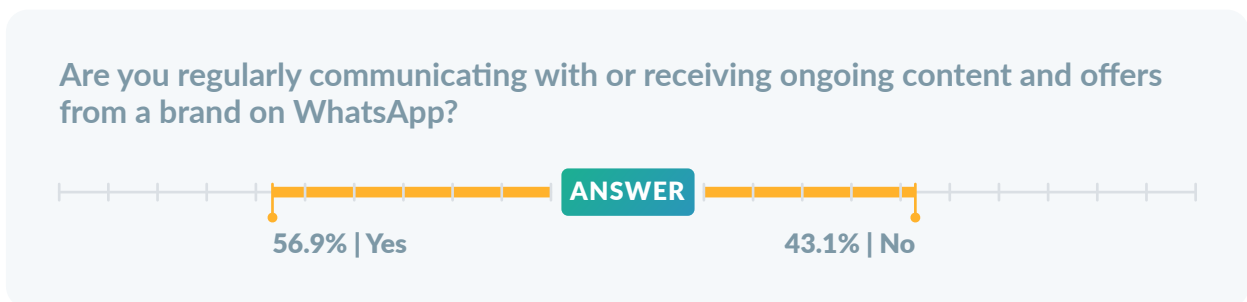 Are you regularly communicating with or receiving ongoing content and offers
from a brand on WhatsApp?
ANSWER
56.9% | Yes
43.1% | No